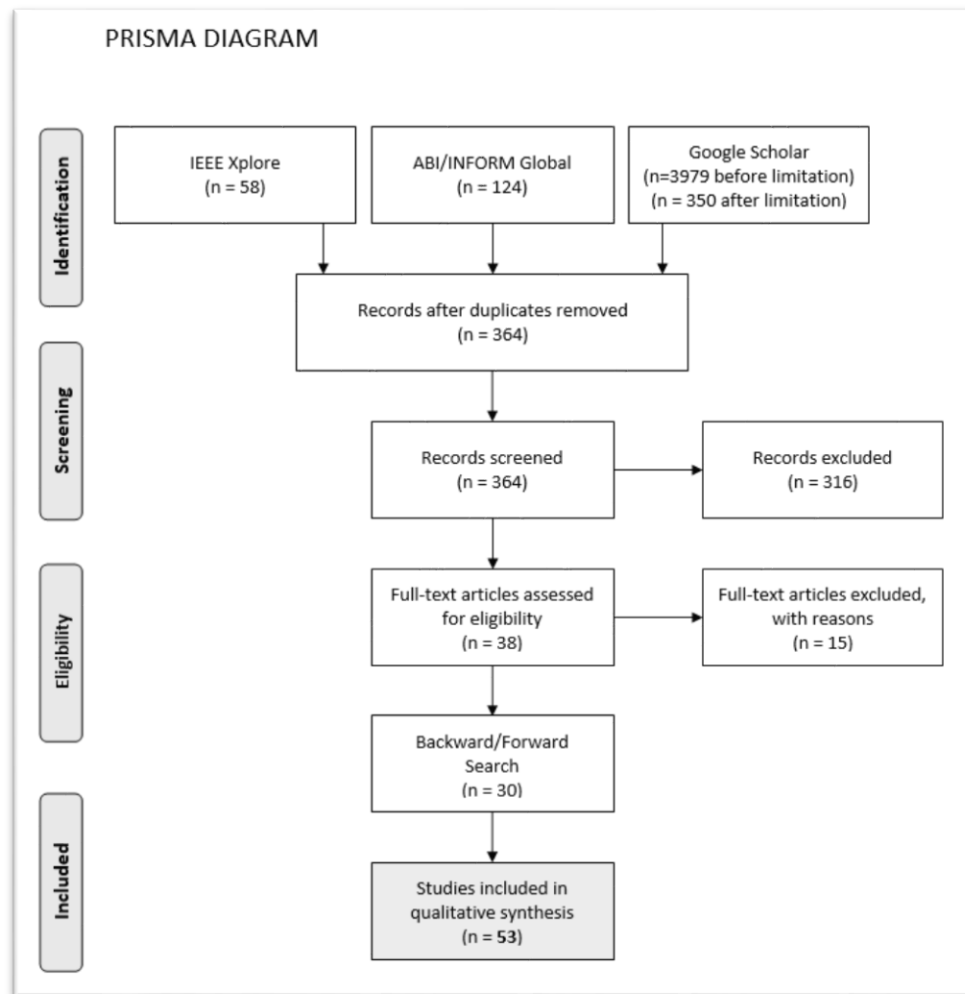 PRISMA DIAGRAM
Identification
IEEE Xplore
(n = 58)
ABI/INFORM Global
(n = 124)
Google Scholar
(n=3979 before limitation)
(n = 350 after limitation)
Records after duplicates removed
(n = 364)
Screening
Records screened
(n = 364)
Records excluded
(n = 316)
Eligibility
Full-text articles assessed
for eligibility
(n = 38)
Full-text articles excluded,
with reasons
(n = 15)
Backward/Forward
Search
(n = 30)
Included
Studies included in
qualitative synthesis
(n = 53)